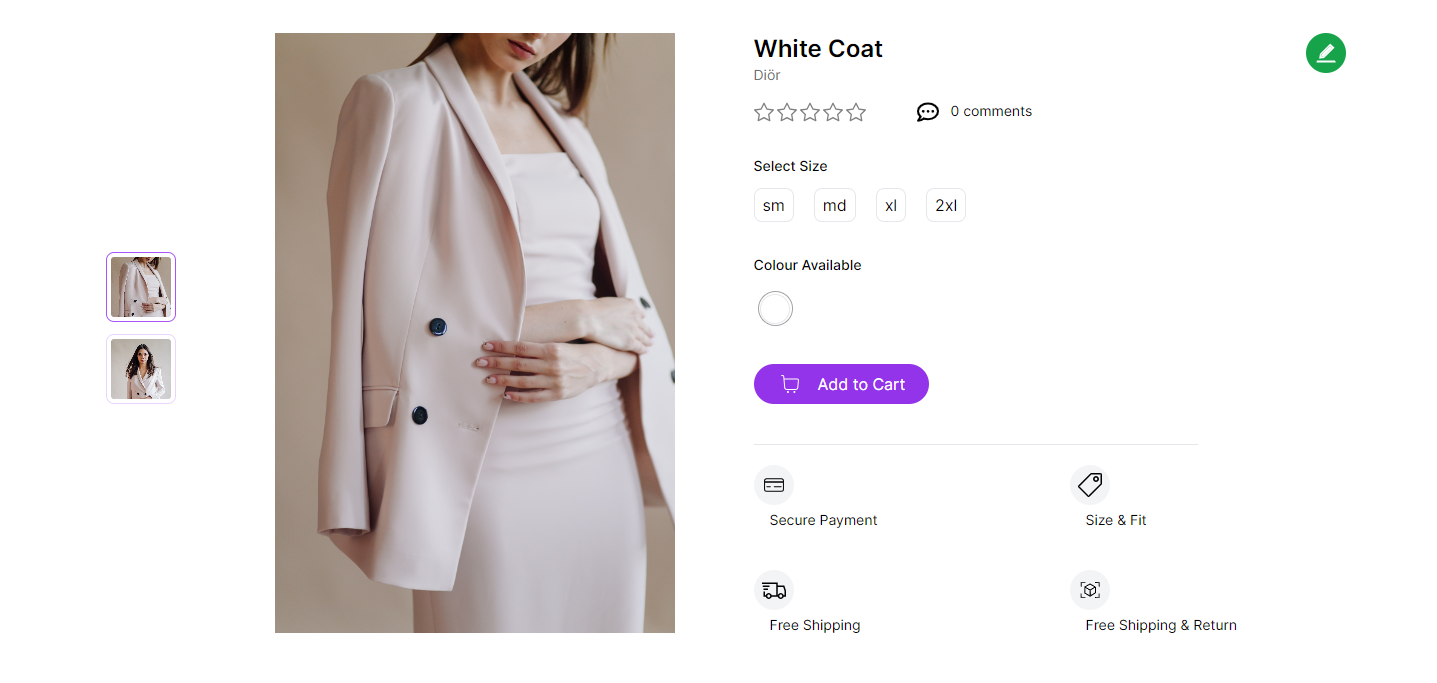 White Coat
Diör
0 comments
Select Size
sm md xl 2xl
Colour Available
Add to Cart
Secure Payment
Size & Fit
Free Shipping
Free Shipping & Return